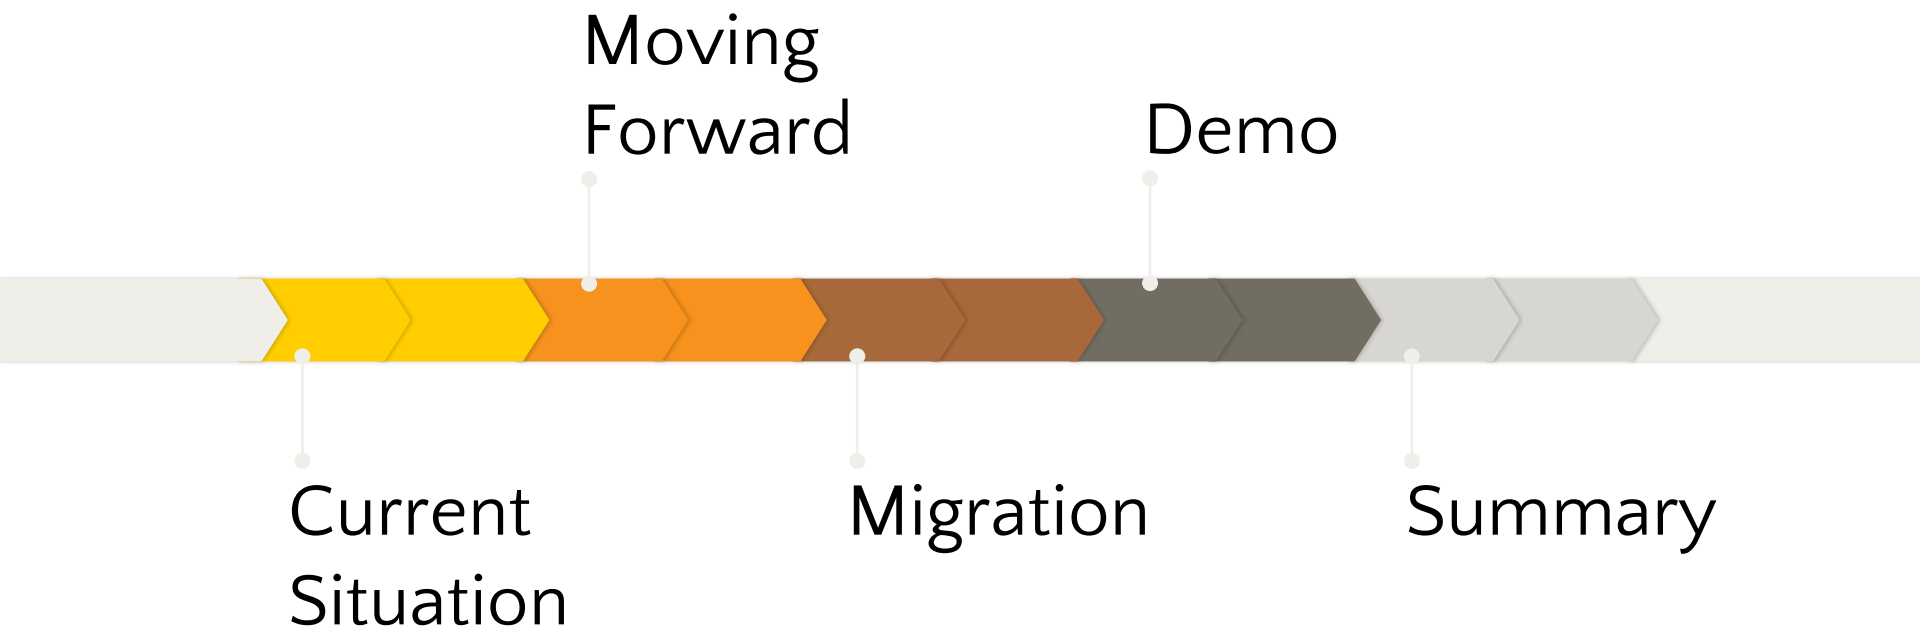 Moving
Forward
Demo
Current
Situation
Migration
Summary